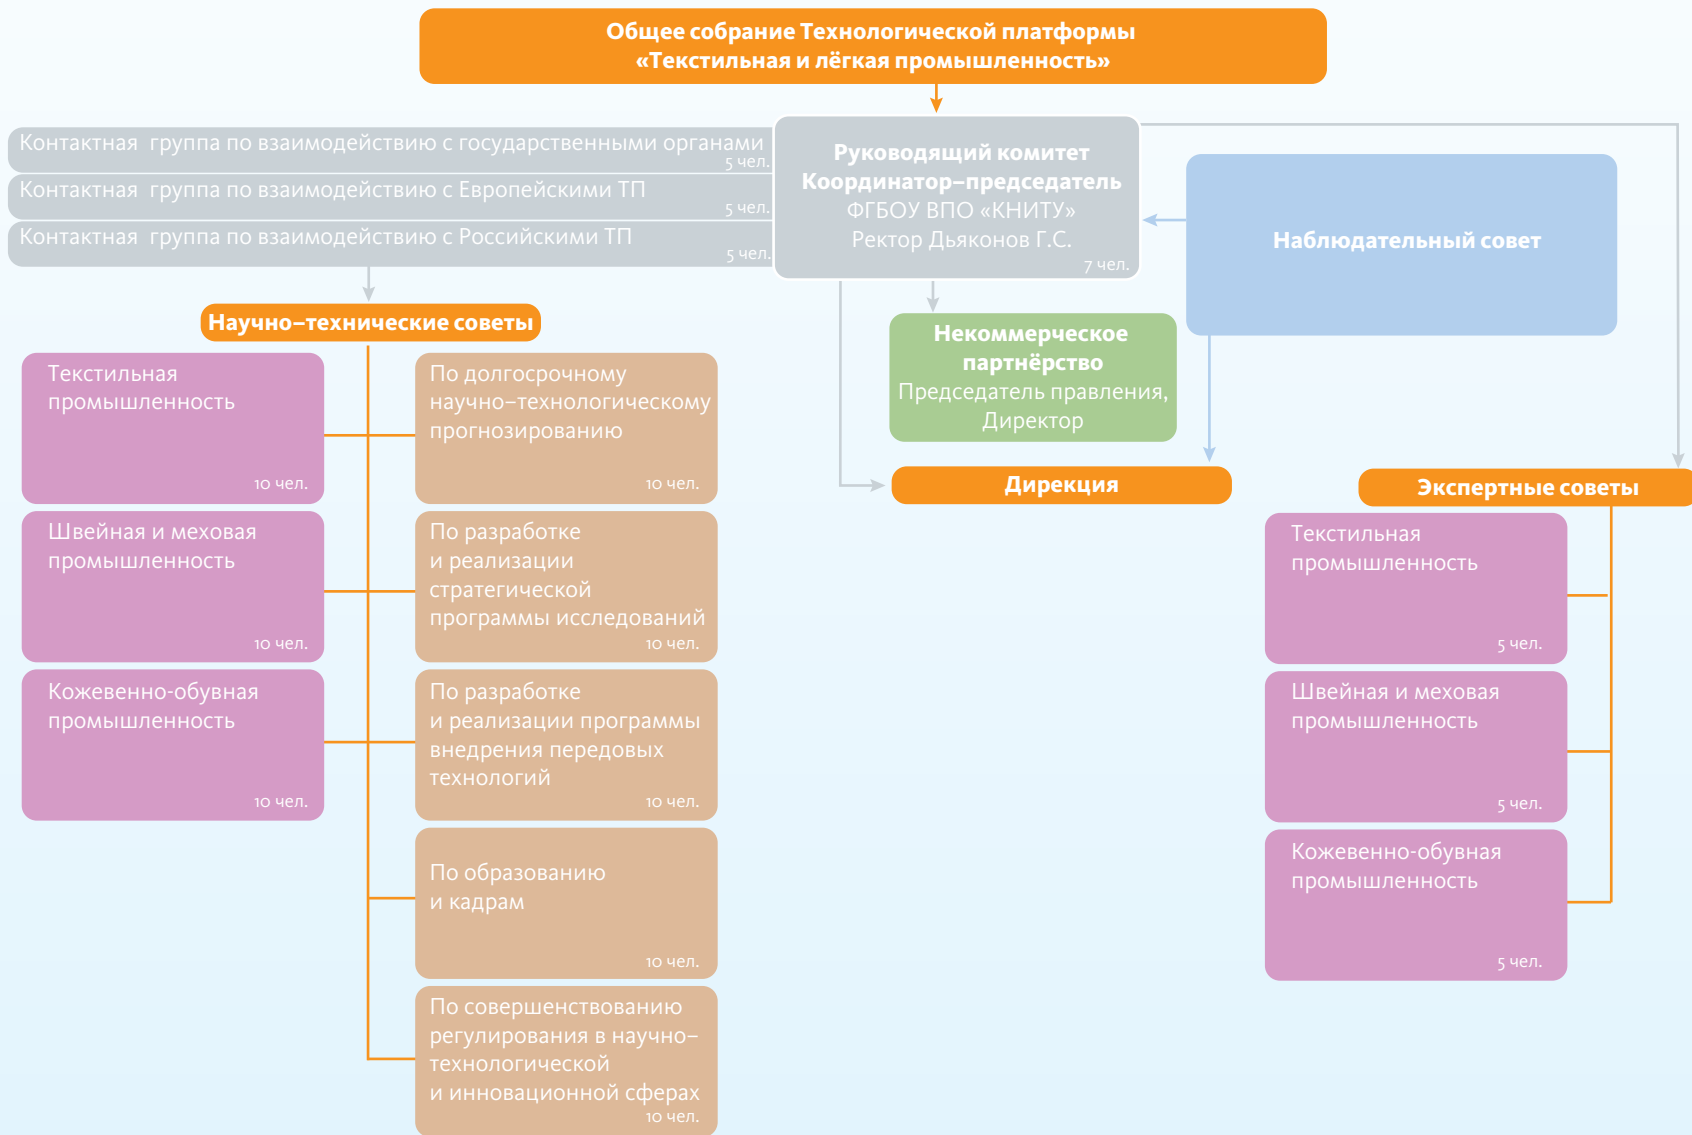 Общее собрание Технологической платформы
«Текстильная и лёгкая промышленность»
Контактная группа по взаимодействию с государственными органами
5 чел.
Контактная группа по взаимодействию с Европейскими ТП
5 чел.
Контактная группа по взаимодействию с Российскими ТП
5 чел.
Руководящий комитет
Координатор–председатель
ФГБОУ ВПО «КНИТУ»
Ректор Дьяконов Г.С.
7 чел.
Наблюдательный совет
Научно–технические советы
Некоммерческое
партнёрство
Председатель правления,
Директор
Дирекция
Экспертные советы
Текстильная
промышленность
10 чел.
Швейная и меховая
промышленность
10 чел.
Кожевенно-обувная
промышленность
10 чел.
По долгосрочному
научно–технологическому
прогнозированию
10 чел.
По разработке
и реализации
стратегической
программы исследований
10 чел.
По разработке
и реализации программы
внедрения передовых
технологий
10 чел.
По образованию
и кадрам
10 чел.
По совершенствованию
регулирования в научно–
технологической
и инновационной сферах
10 чел.
Текстильная
промышленность
5 чел.
Швейная и меховая
промышленность
5 чел.
Кожевенно-обувная
промышленность
5 чел.